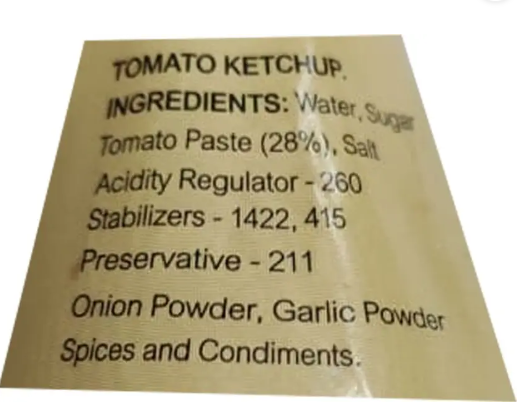 TOMATO KETCHUP.
INGREDIENTS: Water, Sugar
Tomato Paste (28%), Salt
Acidity Regulator - 260
Stabilizers - 1422, 415
Preservative - 211
Onion Powder, Garlic Powder
Spices and Condiments.